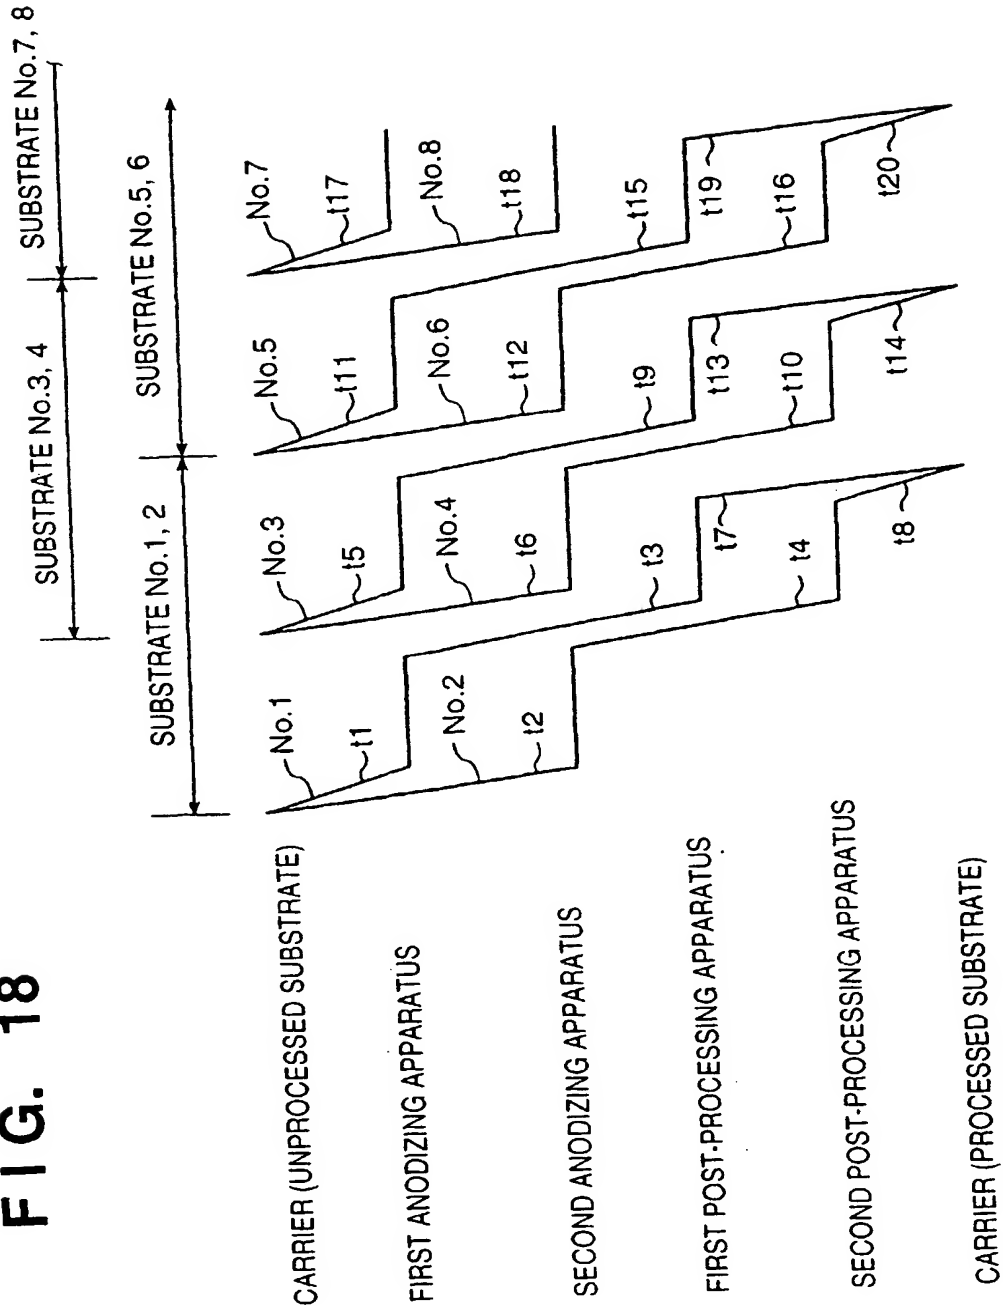 FIG. 18
SUBSTRATE No.7, 8
SUBSTRATE No.3, 4
SUBSTRATE No.5, 6
SUBSTRATE No.1, 2
CARRIER (UNPROCESSED SUBSTRATE)
No.1
No.3
No.5
No.7
t1
t5
t11
t17
FIRST ANODIZING APPARATUS
No.2
No.4
No.6
No.8
t2
t6
t12
t18
SECOND ANODIZING APPARATUS
t3
t9
t15
FIRST POST-PROCESSING APPARATUS
t7
t13
t19
t4
t10
t16
SECOND POST-PROCESSING APPARATUS
t8
t14
t20
CARRIER (PROCESSED SUBSTRATE)